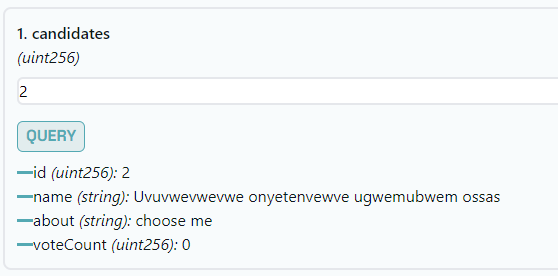 1. candidates
(uint256)
2
QUERY
id (uint256): 2
name (string): Uvuvwevwevwe onyetenvewve ugwemubwem ossas
about (string): choose me
voteCount (uint256): 0